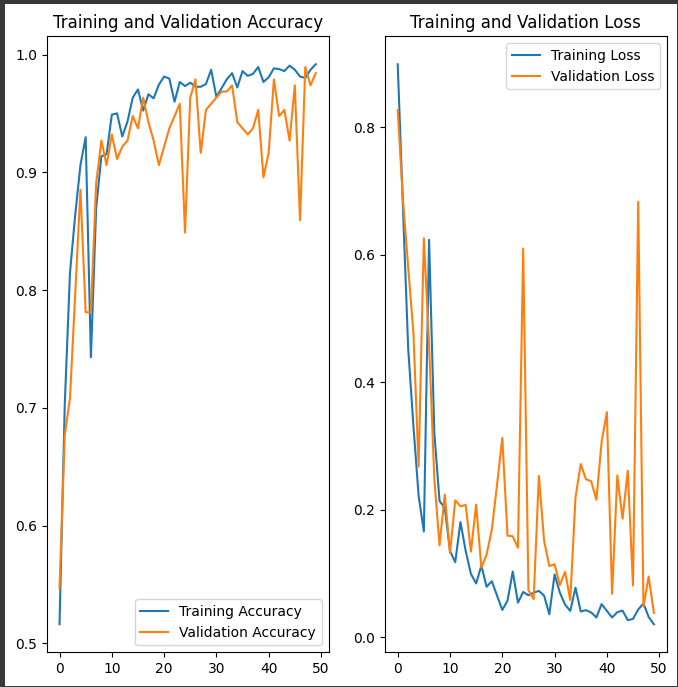 Training and Validation Accuracy
1.0
0.9
0.8
0.7
0.6
0.5
0 10 20 30 40 50
Training Accuracy
Validation Accuracy
Training and Validation Loss
0.8
0.6
0.4
0.2
0.0
0 10 20 30 40 50
Training Loss
Validation Loss